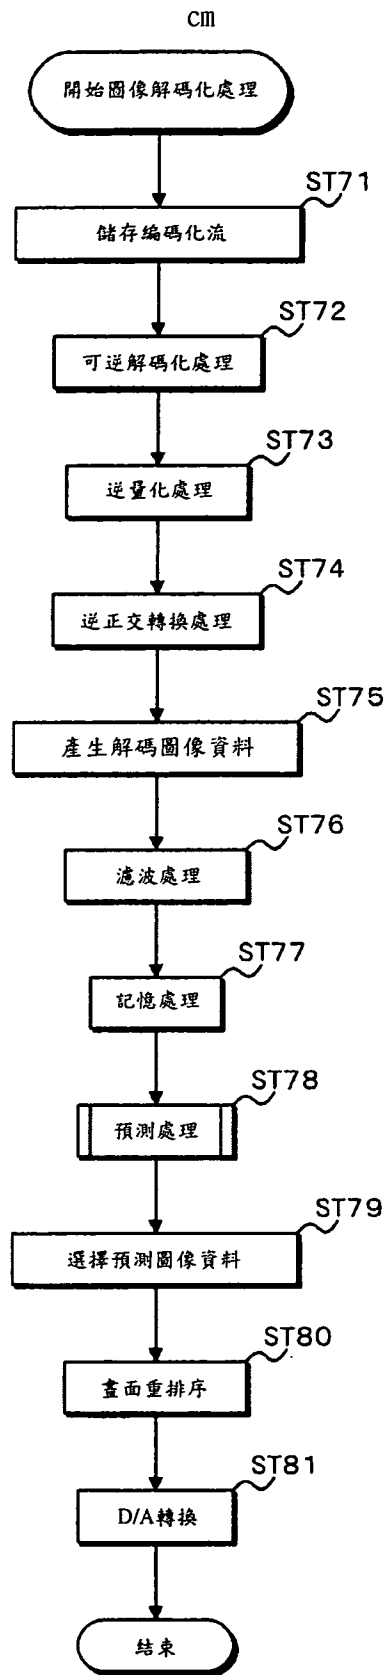 cm
開始圖像解碼化處理
ST71
儲存編碼化流
ST72
可逆解碼化處理
ST73
逆量化處理
ST74
逆正交轉換處理
ST75
產生解碼圖像資料
ST76
濾波處理
ST77
記憶處理
ST78
預測處理
ST79
選擇預測圖像資料
ST80
畫面重排序
ST81
D/A轉換
結束